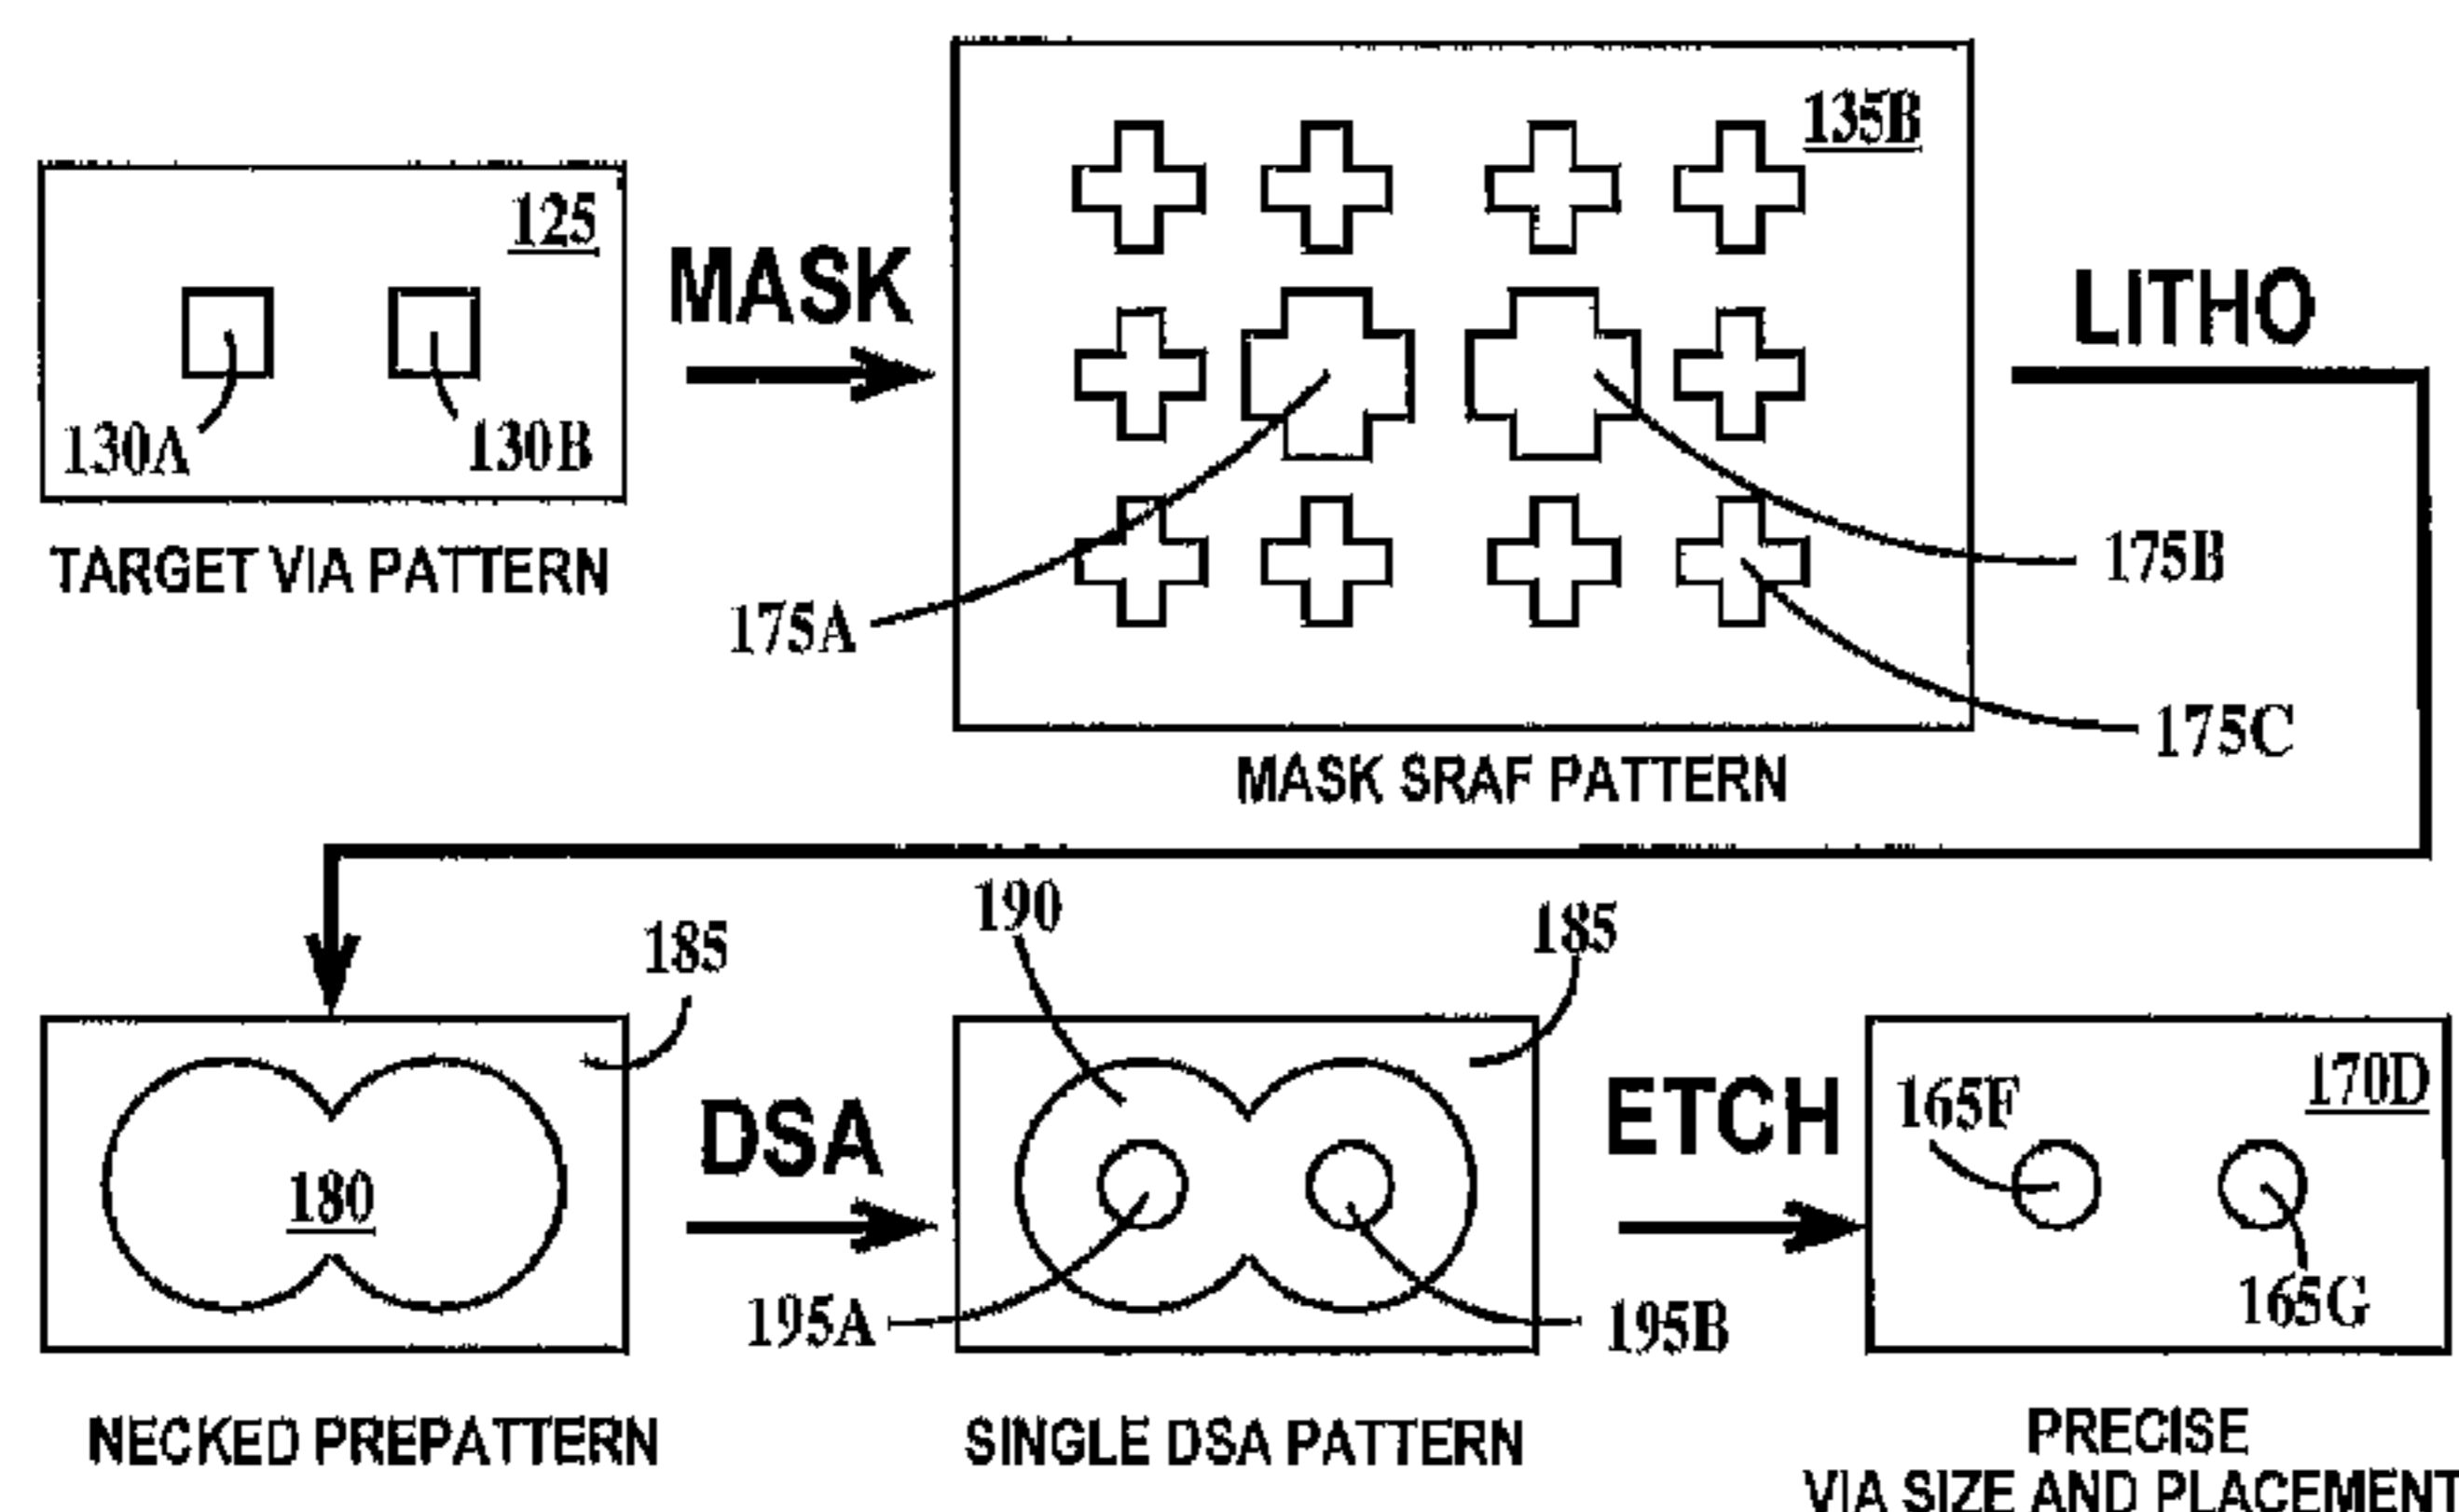 125
130A
130B
TARGET VIA PATTERN
MASK
135B
175A
175B
175C
MASK SRAF PATTERN
LITHO
185
180
NECKED PREPATTERN
DSA
190
185
195A
195B
SINGLE DSA PATTERN
ETCH
165F
170D
165G
PRECISE
VIA SIZE AND PLACEMENT